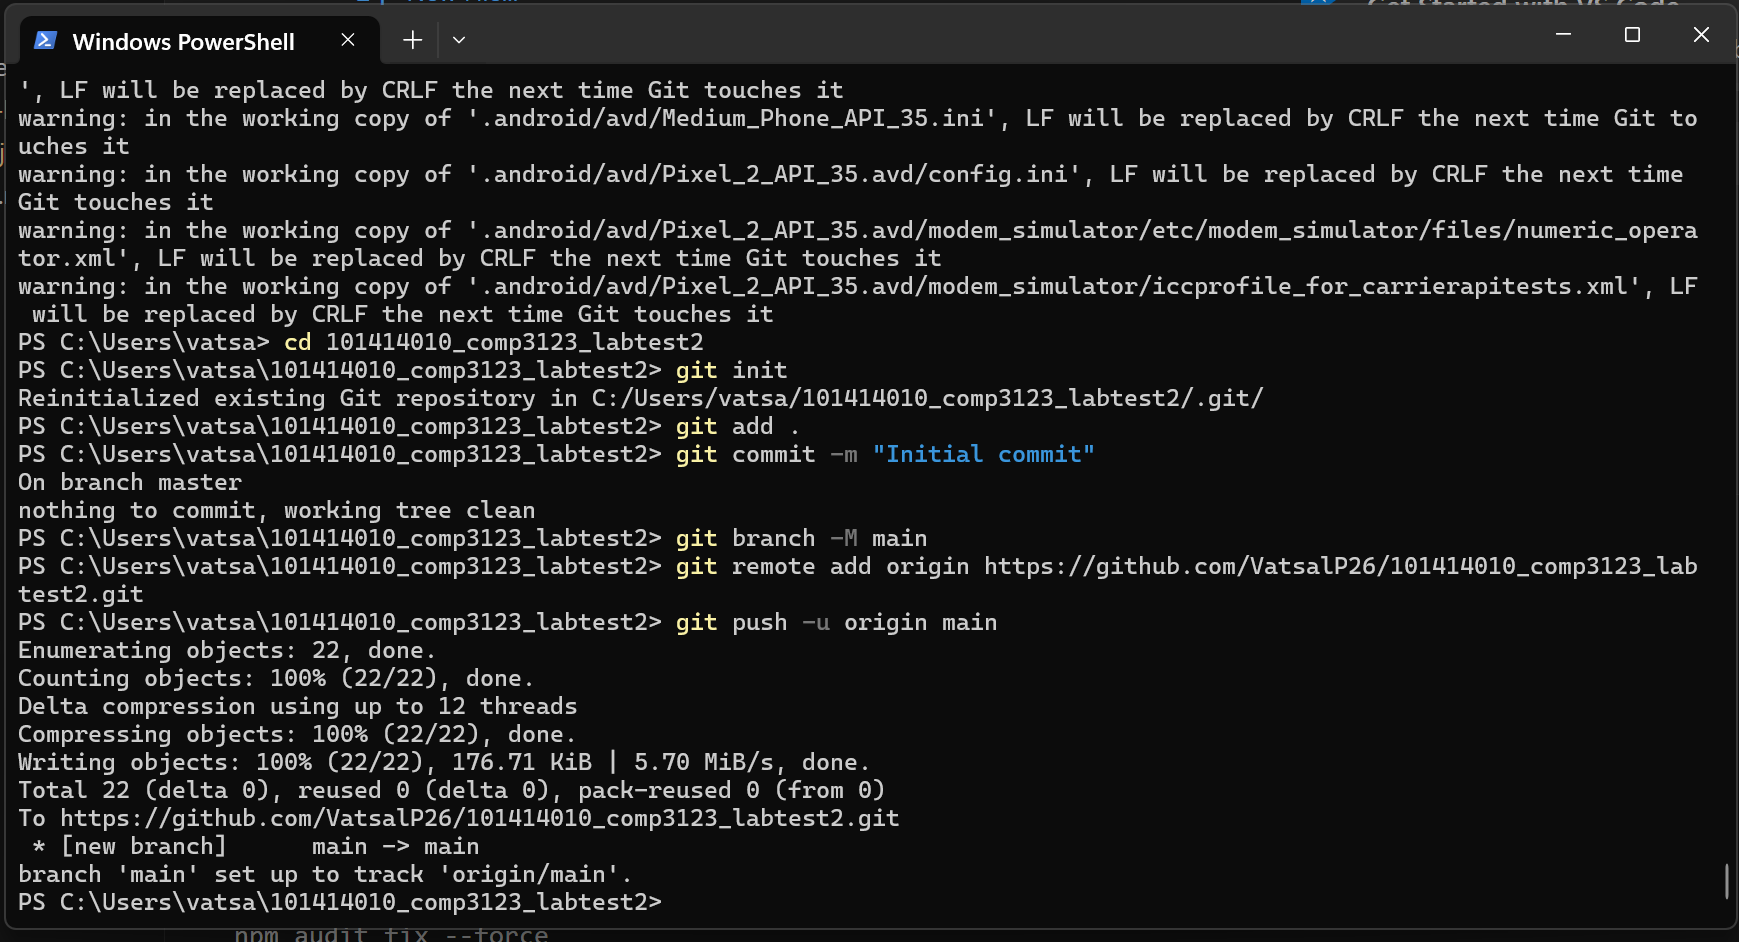 Windows PowerShell
', LF will be replaced by CRLF the next time Git touches it
warning: in the working copy of '.android/avd/Medium_Phone_API_35.ini', LF will be replaced by CRLF the next time Git to
uches it
warning: in the working copy of '.android/avd/Pixel_2_API_35.avd/config.ini', LF will be replaced by CRLF the next time
Git touches it
warning: in the working copy of '.android/avd/Pixel_2_API_35.avd/modem_simulator/etc/modem_simulator/files/numeric_opera
tor.xml', LF will be replaced by CRLF the next time Git touches it
warning: in the working copy of '.android/avd/Pixel_2_API_35.avd/modem_simulator/iccprofile_for_carrierapitests.xml', LF
will be replaced by CRLF the next time Git touches it
PS C:\Users\vatsa> cd 101414010_comp3123_labtest2
PS C:\Users\vatsa\101414010_comp3123_labtest2> git init
Reinitialized existing Git repository in C:/Users/vatsa/101414010_comp3123_labtest2/.git/
PS C:\Users\vatsa\101414010_comp3123_labtest2> git add .
PS C:\Users\vatsa\101414010_comp3123_labtest2> git commit -m "Initial commit"
On branch master
nothing to commit, working tree clean
PS C:\Users\vatsa\101414010_comp3123_labtest2> git branch -M main
PS C:\Users\vatsa\101414010_comp3123_labtest2> git remote add origin https://github.com/VatsalP26/101414010_comp3123_lab
test2.git
PS C:\Users\vatsa\101414010_comp3123_labtest2> git push -u origin main
Enumerating objects: 22, done.
Counting objects: 100% (22/22), done.
Delta compression using up to 12 threads
Compressing objects: 100% (22/22), done.
Writing objects: 100% (22/22), 176.71 KiB | 5.70 MiB/s, done.
Total 22 (delta 0), reused 0 (delta 0), pack-reused 0 (from 0)
To https://github.com/VatsalP26/101414010_comp3123_labtest2.git
 * [new branch]      main -> main
branch 'main' set up to track 'origin/main'.
PS C:\Users\vatsa\101414010_comp3123_labtest2>
npm audit fix --force